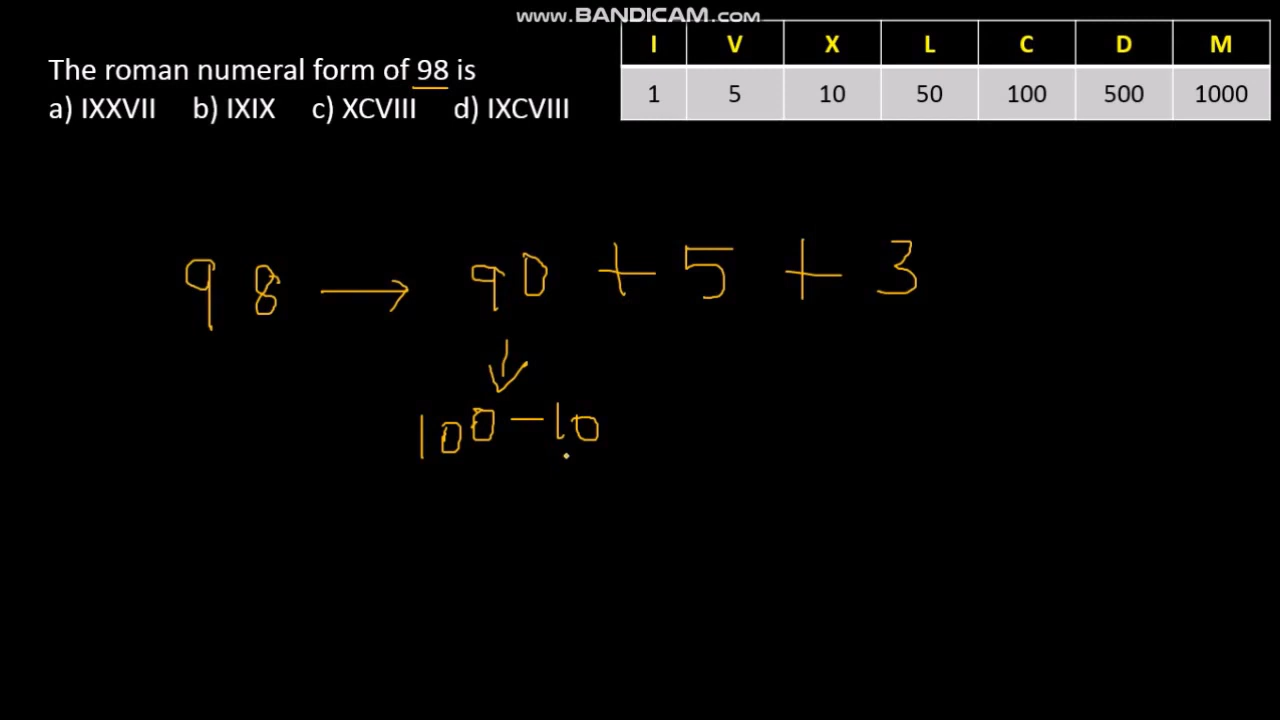 www.BANDICAM.com
The roman numeral form of 98 is
a) IXXVII b) IXIX c) XCVIII d) IXCVIII
I V X L C D M
1 5 10 50 100 500 1000
98 → 90 + 5 + 3
↓
100 - 10